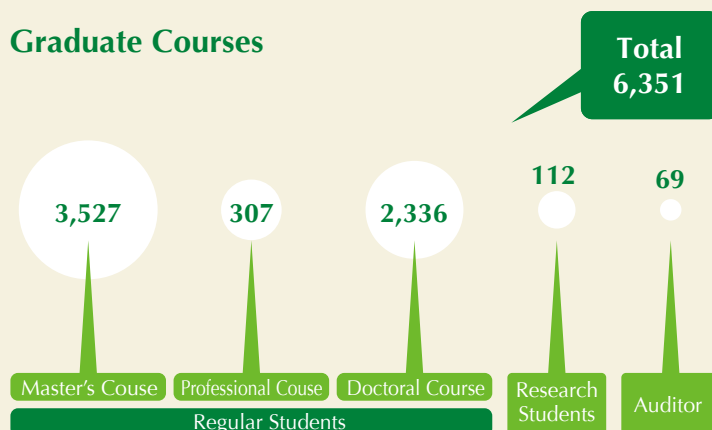 Graduate Courses
Total
6,351
3,527
307
2,336
112
69
Master's Couse
Professional Couse
Doctoral Course
Research
Students
Auditor
Regular Students